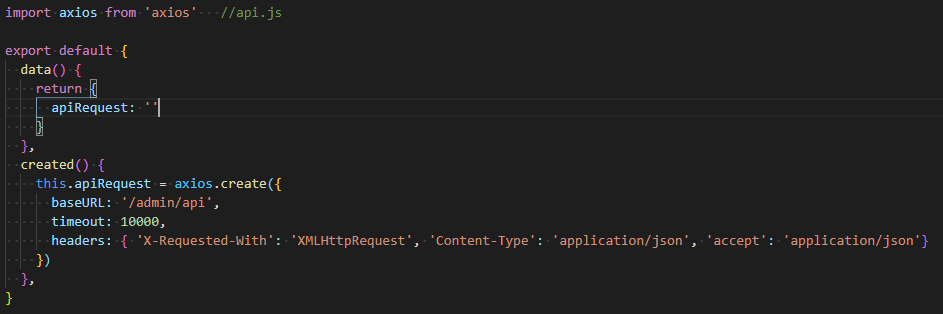 import axios from 'axios'   //api.js
export default {
  data() {
    return {
      apiRequest: ''
    }
  },
  created() {
    this.apiRequest = axios.create({
      baseURL: '/admin/api',
      timeout: 10000,
      headers: { 'X-Requested-With': 'XMLHttpRequest', 'Content-Type': 'application/json', 'accept': 'application/json'}
    })
  },
}